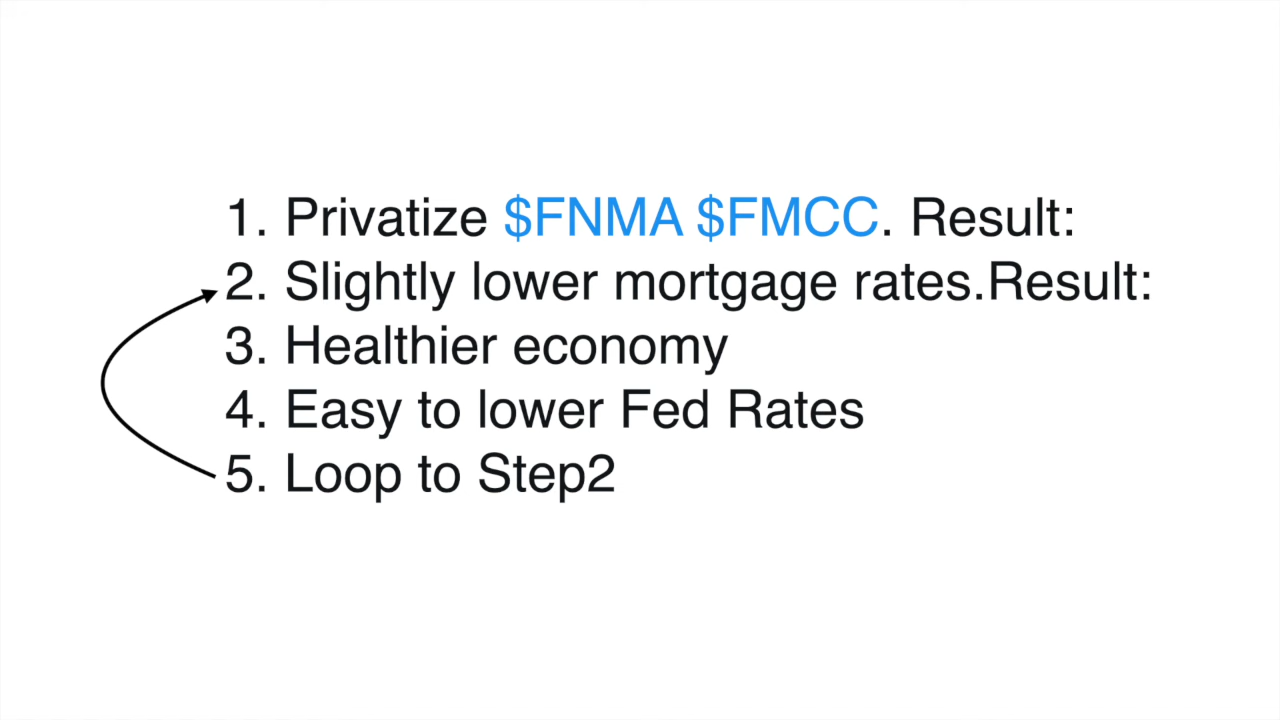 1. Privatize $FNMA $FMCC. Result:
2. Slightly lower mortgage rates.Result:
3. Healthier economy
4. Easy to lower Fed Rates
5. Loop to Step2